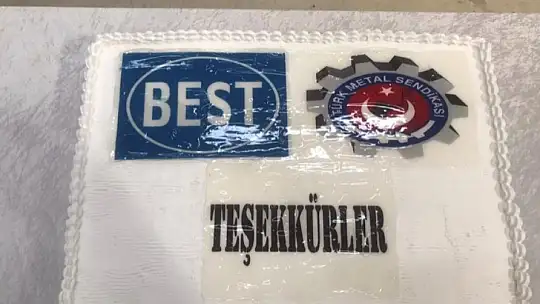 BEST
TÜRK METAL SENDİKASI
TEŞEKKÜRLER